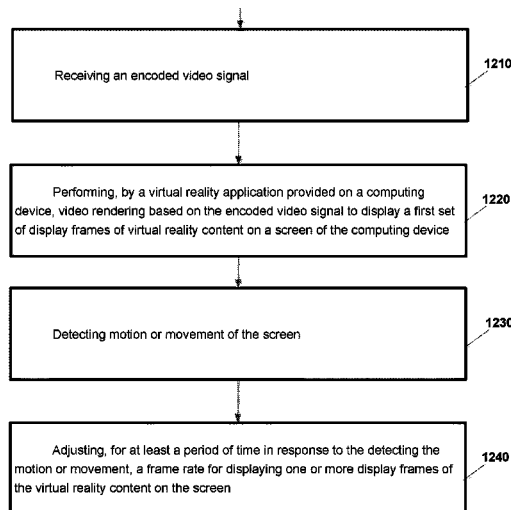 Receiving an encoded video signal
1210
Performing, by a virtual reality application provided on a computing
device, video rendering based on the encoded video signal to display a first set
of display frames of virtual reality content on a screen of the computing device
1220
Detecting motion or movement of the screen
1230
Adjusting, for at least a period of time in response to the detecting the
motion or movement, a frame rate for displaying one or more display frames of
the virtual reality content on the screen
1240